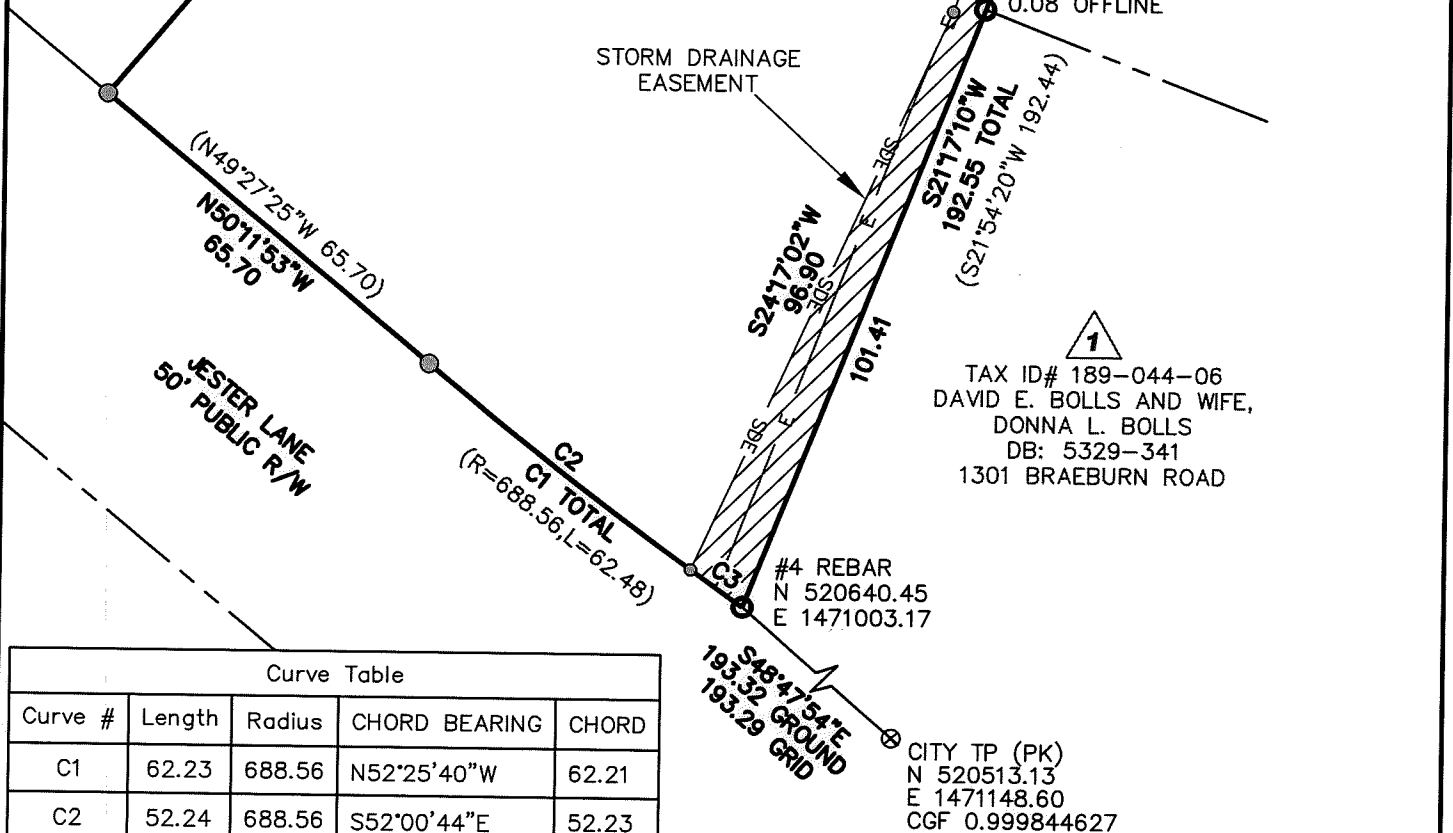 0.08 OFFLINE
STORM DRAINAGE
EASEMENT
E
SDE
E
SDE
SDE
E
S21°17'10"W
192.55 TOTAL
(S21°54'20"W 192.44)
(N49°27'25"W 65.70)
N50°11'53"W
65.70
S24°17'02"W
96.90
101.41
1
TAX ID# 189-044-06
DAVID E. BOLLS AND WIFE,
DONNA L. BOLLS
DB: 5329-341
1301 BRAEBURN ROAD
JESTER LANE
50' PUBLIC R/W
C2
C1 TOTAL
(R=688.56,L=62.48)
C3
#4 REBAR
N 520640.45
E 1471003.17
S48°47'54"E
193.32 GROUND
193.29 GRID
CITY TP (PK)
N 520513.13
E 1471148.60
CGF 0.999844627
Curve Table
Curve # Length Radius CHORD BEARING CHORD
C1 62.23 688.56 N52°25'40"W 62.21
C2 52.24 688.56 S52°00'44"E 52.23